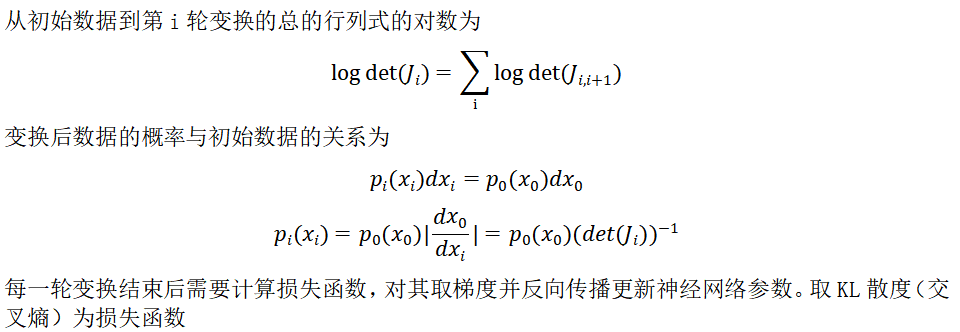 从初始数据到第i轮变换的总的行列式的对数为
log det(J_i) = ∑_i log det(J_{i,i+1})
变换后数据的概率与初始数据的关系为
p_i(x_i)dx_i = p_0(x_0)dx_0
p_i(x_i) = p_0(x_0)|dx_0/dx_i| = p_0(x_0)(det(J_i))^{-1}
每一轮变换结束后需要计算损失函数,对其取梯度并反向传播更新神经网络参数。取KL散度(交
叉熵)为损失函数